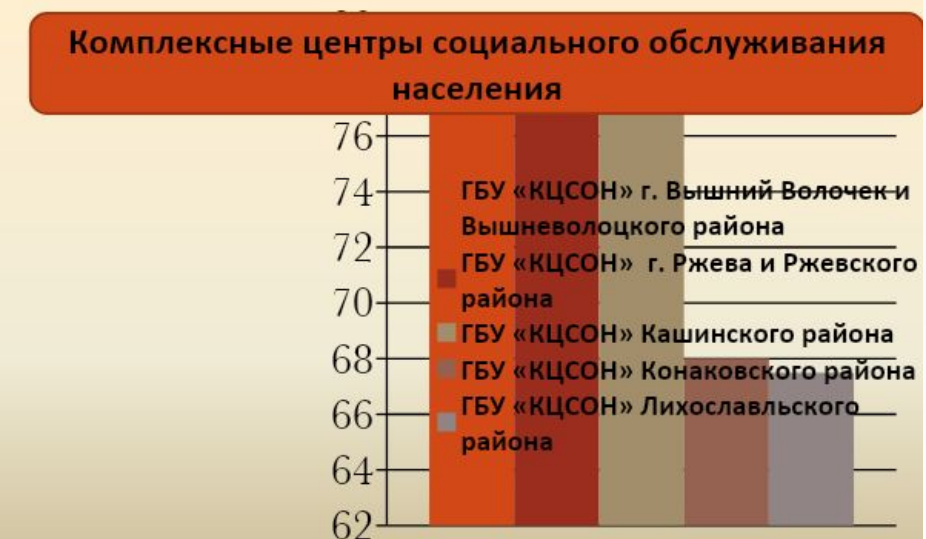 Комплексные центры социального обслуживания
населения
76
74
ГБУ «КЦСОН» г. Вышний Волочек и
Вышневолоцкого района
72
ГБУ «КЦСОН» г. Ржева и Ржевского
района
70
ГБУ «КЦСОН» Кашинского района
68
ГБУ «КЦСОН» Конаковского района
66
ГБУ «КЦСОН» Лихославльского
района
64
62